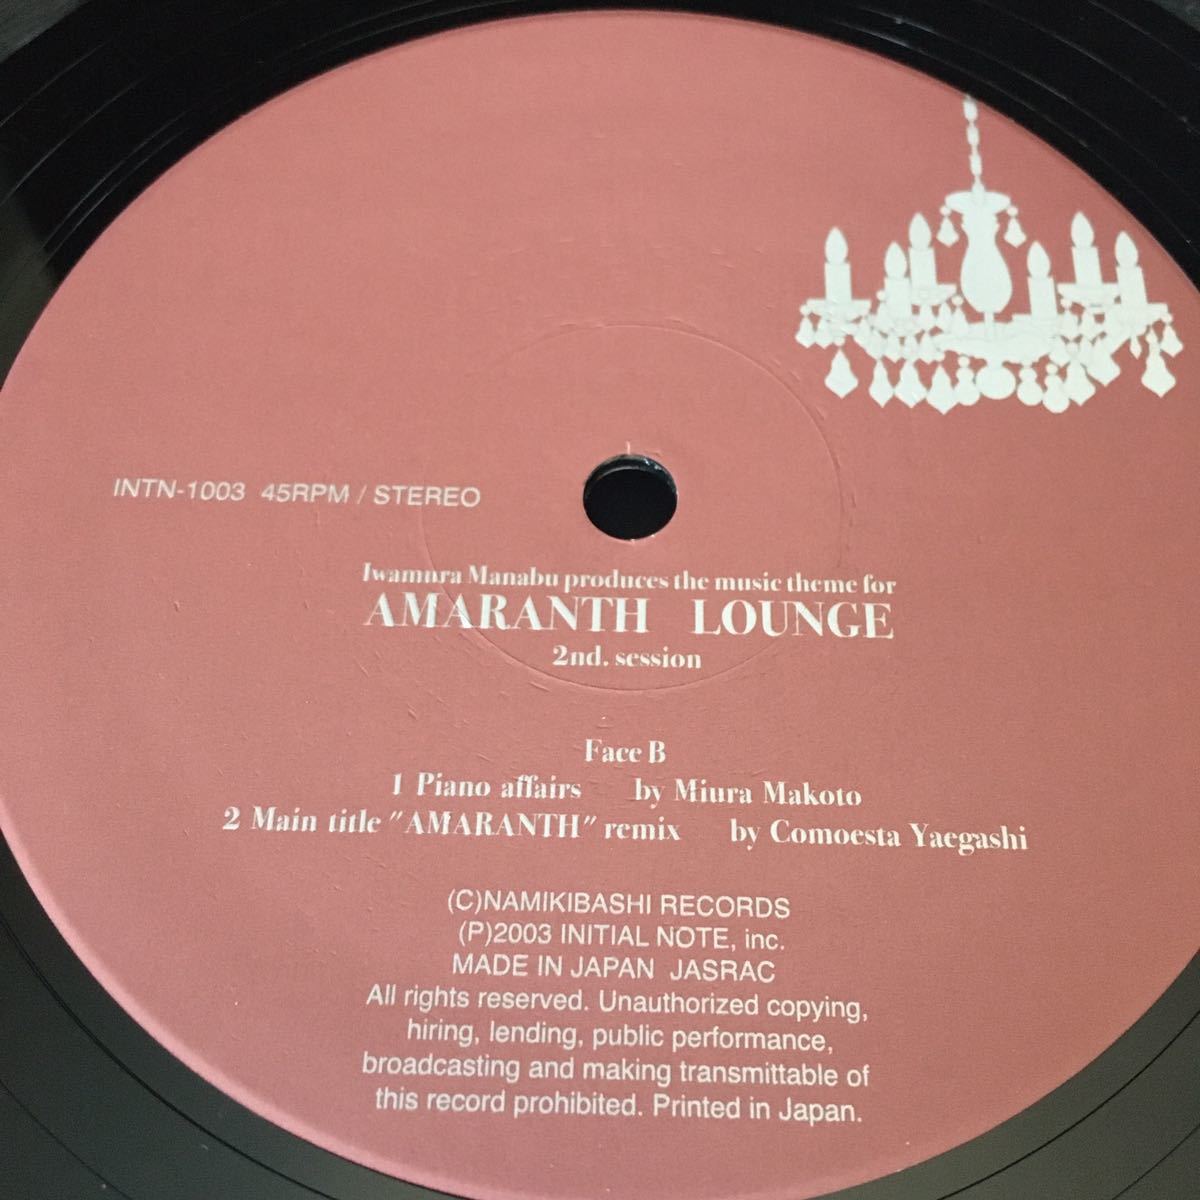 INTN-1003 45RPM / STEREO
Iwamura Manabu produces the music theme for
AMARANTH LOUNGE
2nd. session
Face B
1 Piano affairs by Miura Makoto
2 Main title "AMARANTH" remix by Comoesta Yaegashi
(C)NAMIKIBASHI RECORDS
(P)2003 INITIAL NOTE, inc.
MADE IN JAPAN JASRAC
All rights reserved. Unauthorized copying,
hiring, lending, public performance,
broadcasting and making transmittable of
this record prohibited. Printed in Japan.